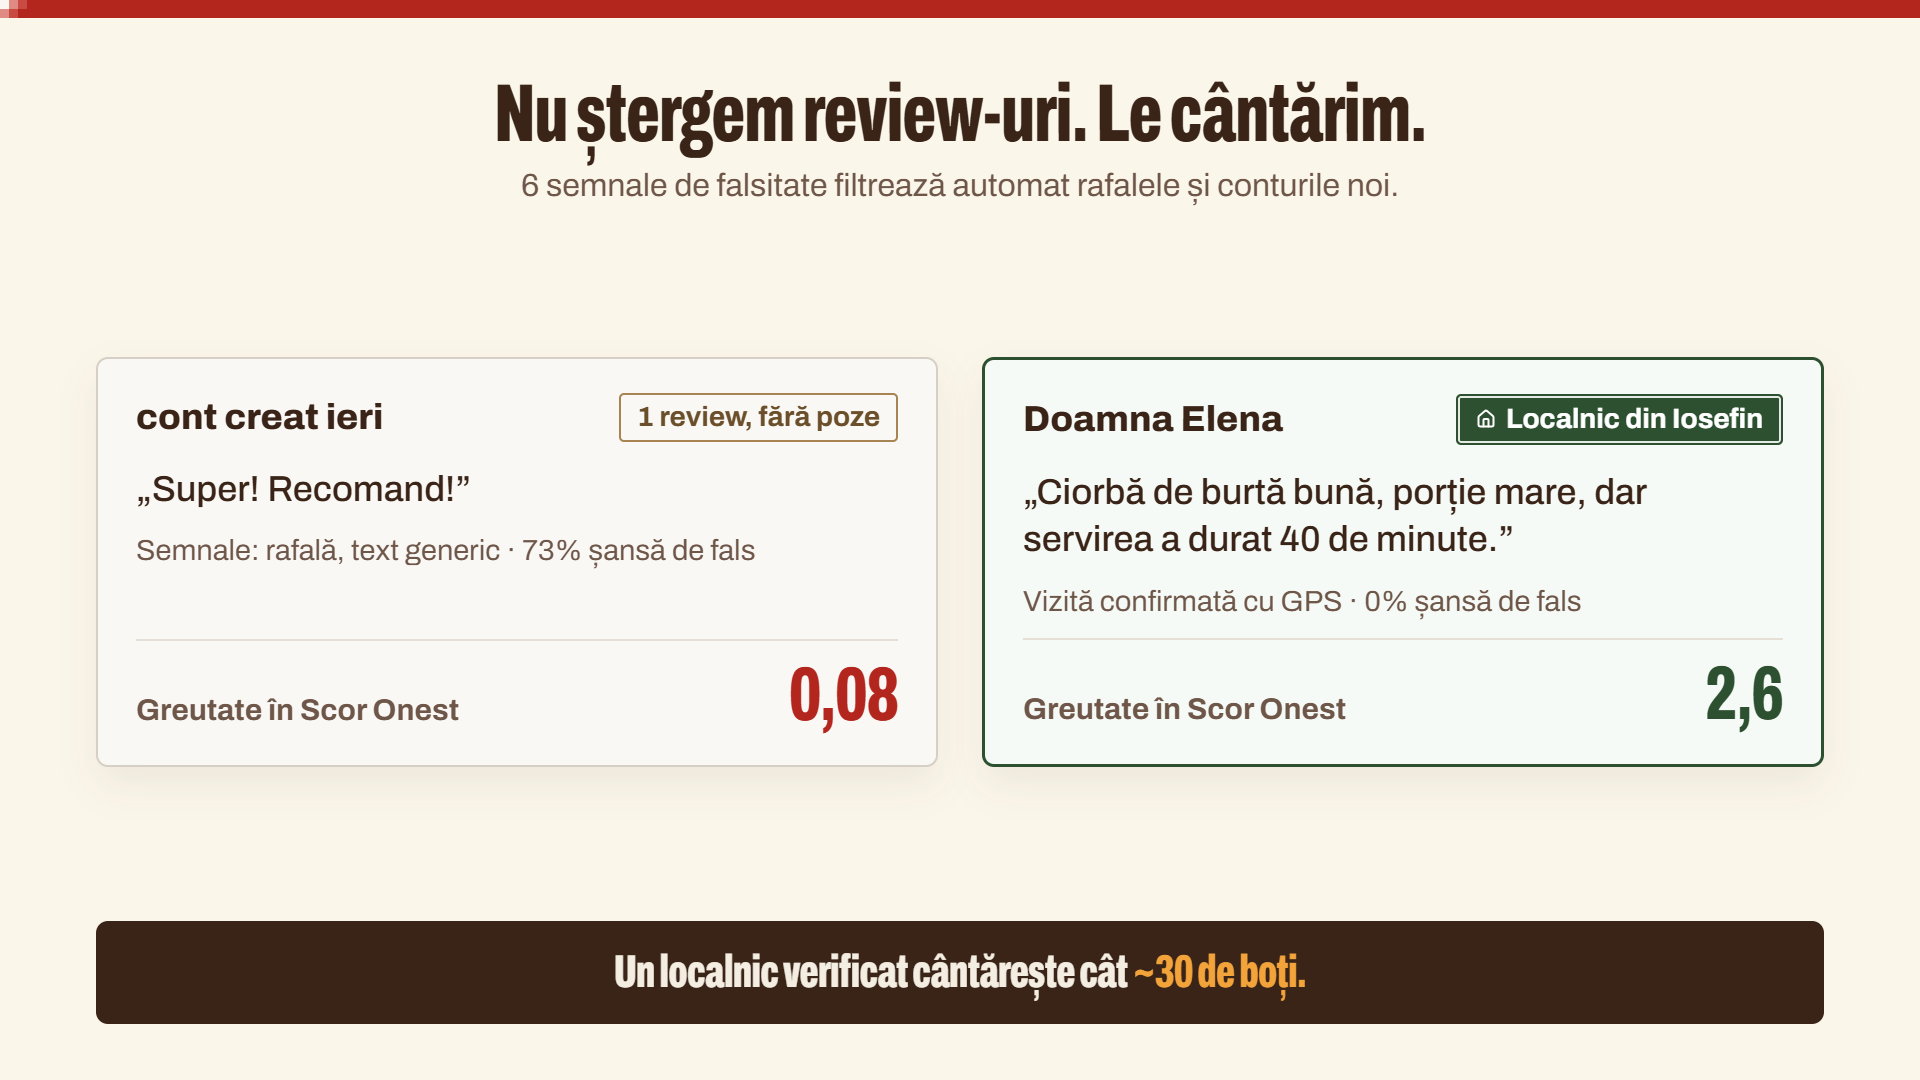 Nu ștergem review-uri. Le cântărim.
6 semnale de falsitate filtrează automat rafalele și conturile noi.
cont creat ieri
1 review, fără poze
„Super! Recomand!”
Semnale: rafală, text generic · 73% șansă de fals
Greutate în Scor Onest
0,08
Doamna Elena
Localnic din Iosefin
„Ciorbă de burtă bună, porție mare, dar
servirea a durat 40 de minute.”
Vizită confirmată cu GPS · 0% șansă de fals
Greutate în Scor Onest
2,6
Un localnic verificat cântărește cât ~30 de boți.